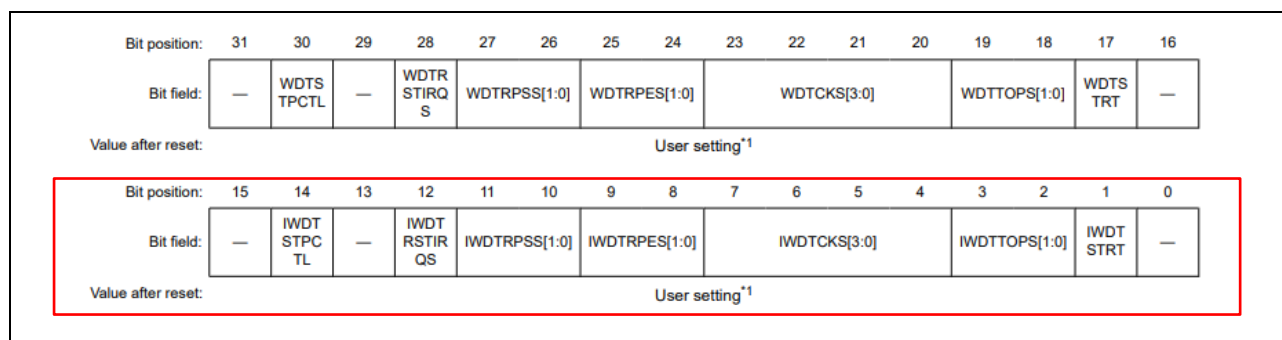 Bit position: 31 30 29 28 27 26 25 24 23 22 21 20 19 18 17 16
Bit field: — WDTS TPCTL — WDTR STIRQ S WDTRPSS[1:0] WDTRPES[1:0] WDTCKS[3:0] WDTTOPS[1:0] WDTS TRT —
Value after reset: User setting*1
Bit position: 15 14 13 12 11 10 9 8 7 6 5 4 3 2 1 0
Bit field: — IWDT STPC TL — IWDT RSTIR QS IWDTRPSS[1:0] IWDTRPES[1:0] IWDTCKS[3:0] IWDTTOPS[1:0] IWDT STRT —
Value after reset: User setting*1